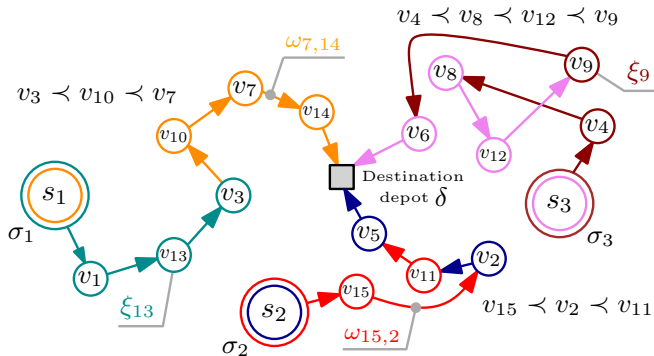 v₄ ≺ v₈ ≺ v₁₂ ≺ v₉
ω₇,₁₄
v₉
ξ₉
v₈
v₃ ≺ v₁₀ ≺ v₇
v₇
v₁₄
v₁₀
v₆
v₁₂
v₄
Destination
depot δ
s₁
σ₁
v₃
s₃
σ₃
v₅
v₁
v₁₃
v₁₁
v₂
ξ₁₃
s₂
σ₂
v₁₅
v₁₅ ≺ v₂ ≺ v₁₁
ω₁₅,₂